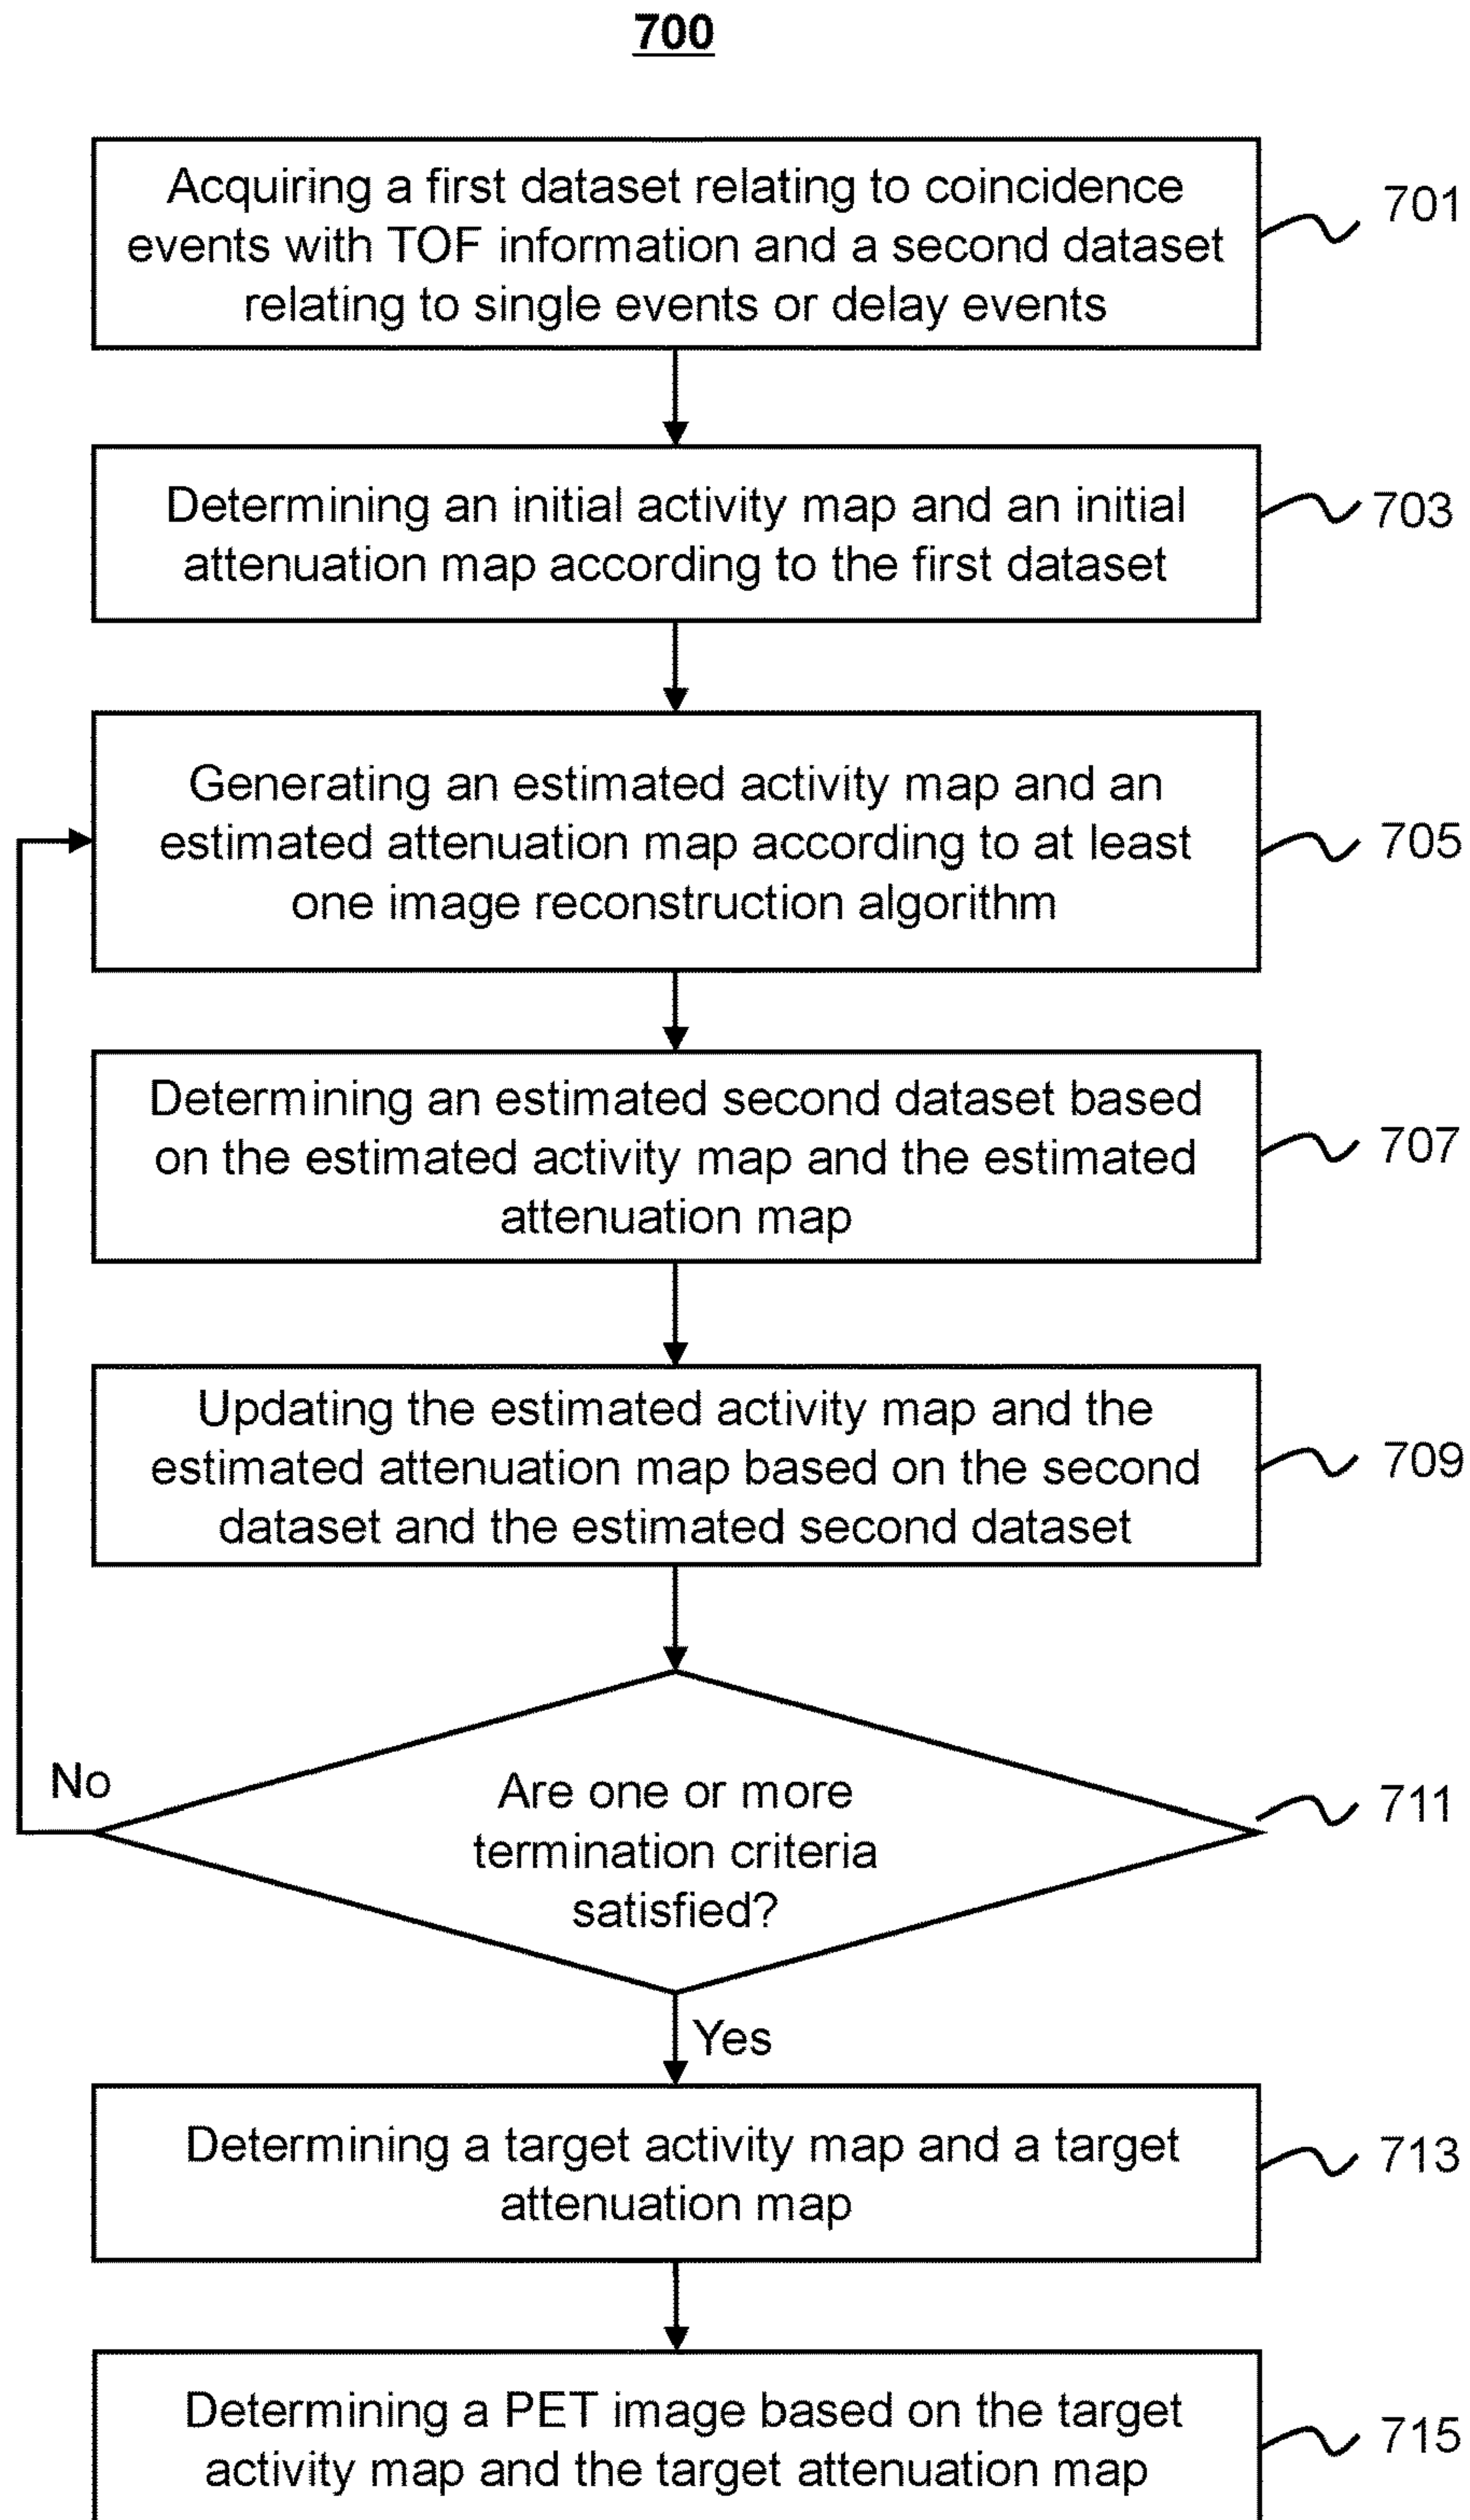 700
Acquiring a first dataset relating to coincidence
events with TOF information and a second dataset
relating to single events or delay events
701
Determining an initial activity map and an initial
attenuation map according to the first dataset
703
Generating an estimated activity map and an
estimated attenuation map according to at least
one image reconstruction algorithm
705
Determining an estimated second dataset based
on the estimated activity map and the estimated
attenuation map
707
Updating the estimated activity map and the
estimated attenuation map based on the second
dataset and the estimated second dataset
709
No
Are one or more
termination criteria
satisfied?
711
Yes
Determining a target activity map and a target
attenuation map
713
Determining a PET image based on the target
activity map and the target attenuation map
715